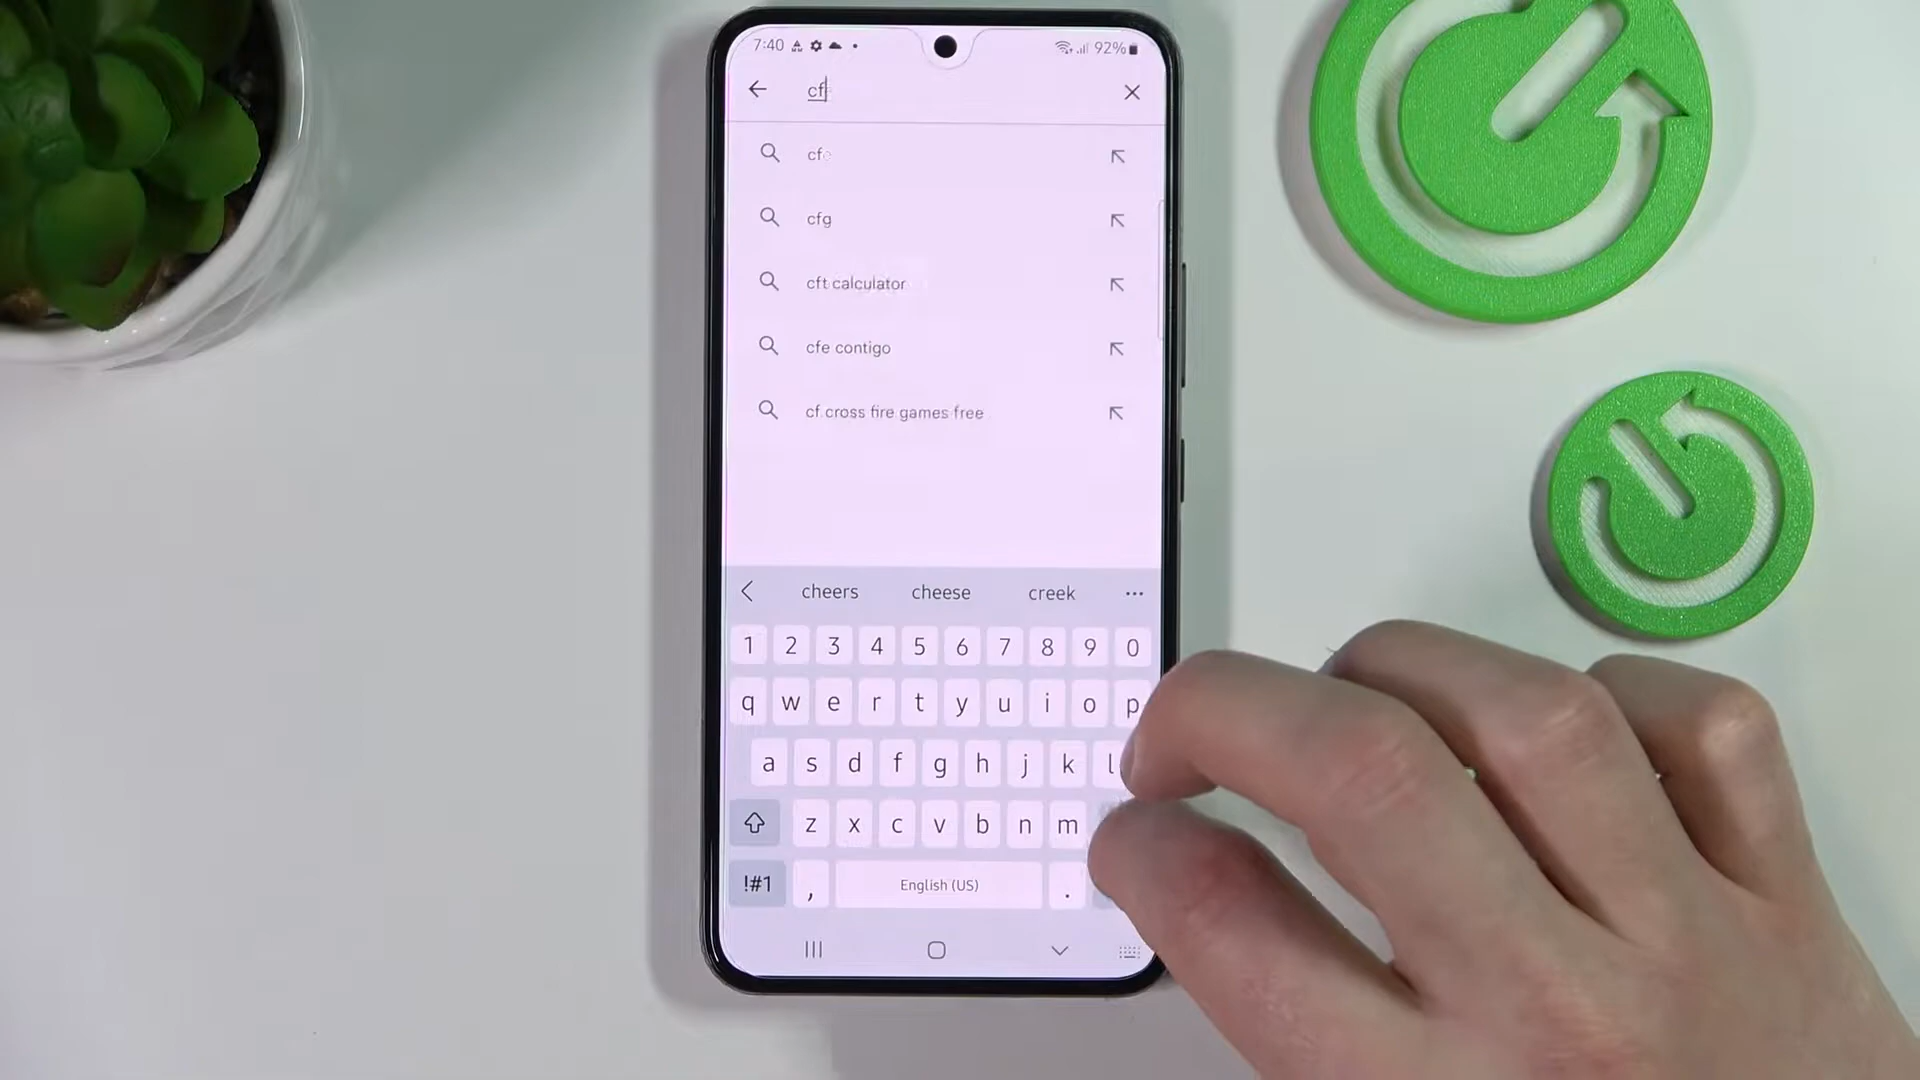 7:40 92%
cf
cfe
cfg
cft calculator
cfe contigo
cf cross fire games free
cheers cheese creek
1 2 3 4 5 6 7 8 9 0
q w e r t y u i o p
a s d f g h j k l
z x c v b n m
!#1 , English (US) .